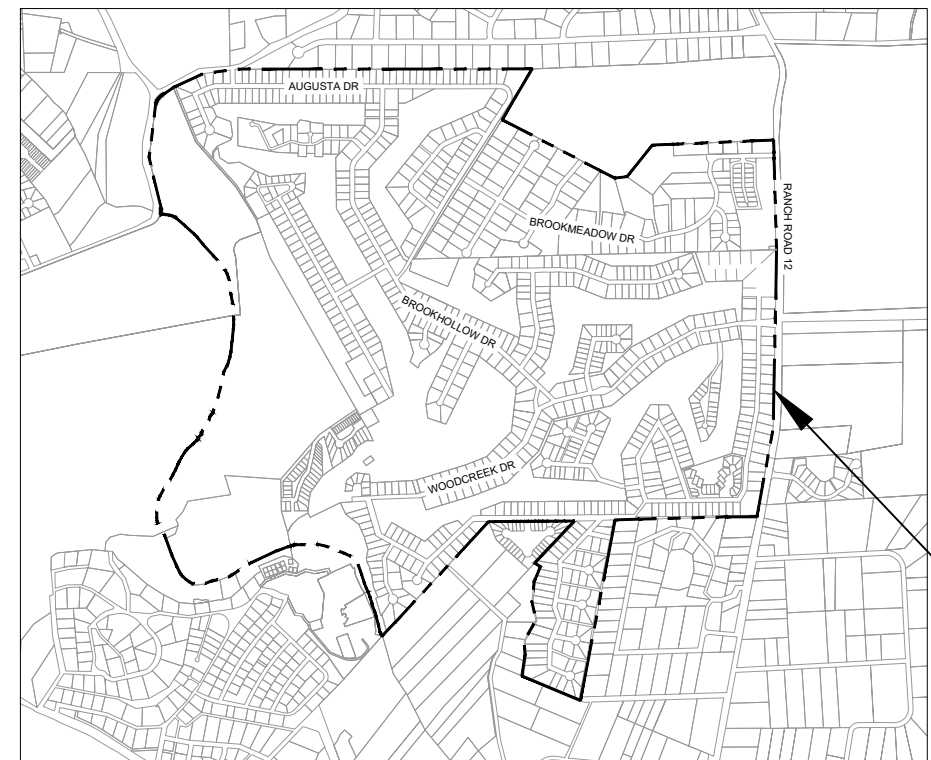 AUGUSTA DR
RANCH ROAD 12
BROOKMEADOW DR
BROOKHOLLOW DR
WOODCREEK DR